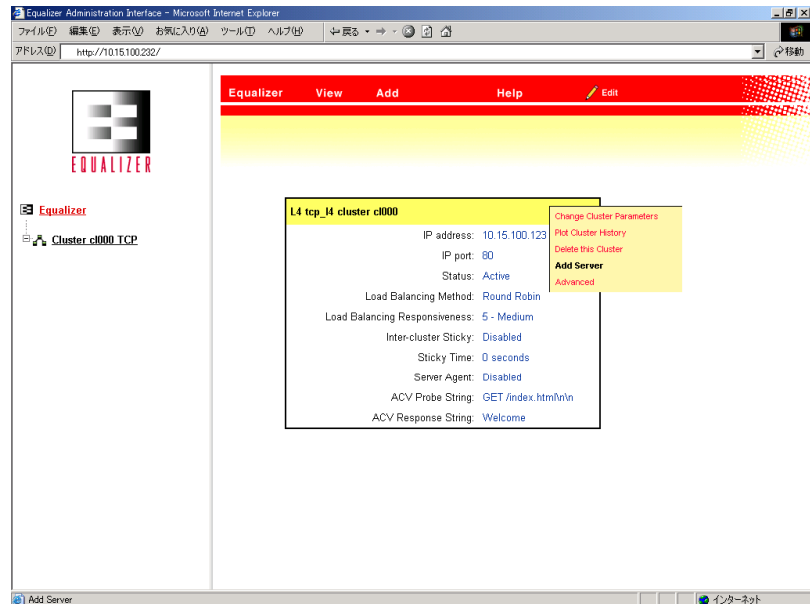 Equalizer Administration Interface - Microsoft Internet Explorer
ファイル(F) 編集(E) 表示(V) お気に入り(A) ツール(T) ヘルプ(H) 戻る
アドレス(D) http://10.15.100.232/ 移動
EQUALIZER
Equalizer View Add Help Edit
Equalizer
Cluster cl000 TCP
L4 tcp_l4 cluster cl000
IP address: 10.15.100.123
IP port: 80
Status: Active
Load Balancing Method: Round Robin
Load Balancing Responsiveness: 5 - Medium
Inter-cluster Sticky: Disabled
Sticky Time: 0 seconds
Server Agent: Disabled
ACV Probe String: GET /index.html\n\n
ACV Response String: Welcome
Change Cluster Parameters
Plot Cluster History
Delete this Cluster
Add Server
Advanced
Add Server インターネット